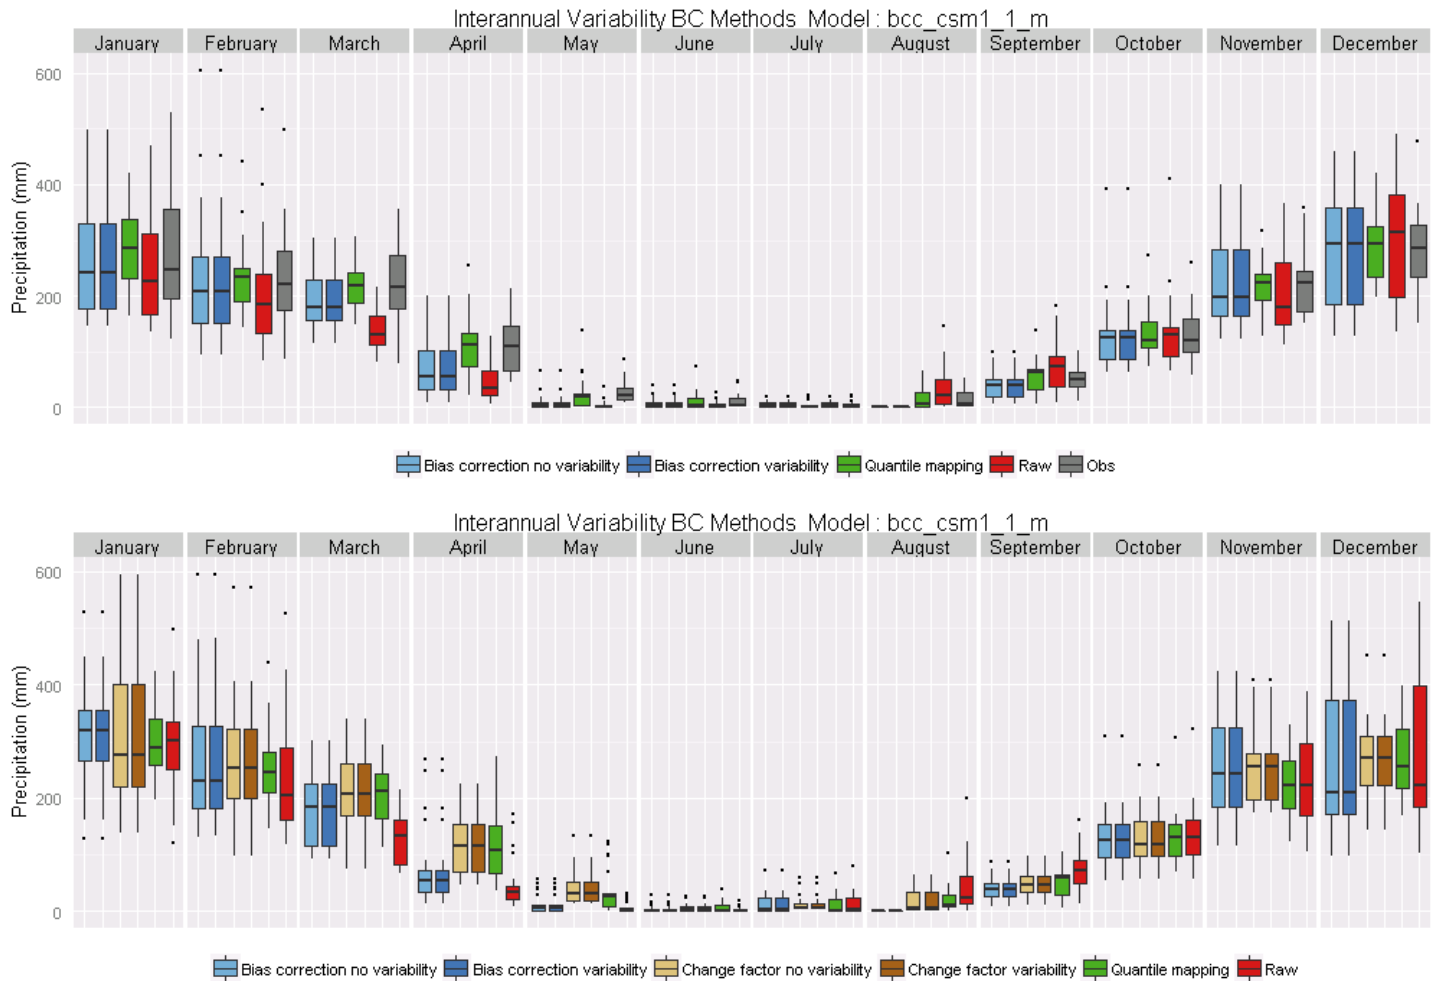 Interannual Variability BC Methods Model : bcc_csm1_1_m
January February March April May June July August September October November December
Precipitation (mm)
600
400
200
0
Bias correction no variability Bias correction variability Quantile mapping Raw Obs
Interannual Variability BC Methods Model : bcc_csm1_1_m
January February March April May June July August September October November December
Precipitation (mm)
600
400
200
0
Bias correction no variability Bias correction Variability Change factor no variability Change factor variability Quantile mapping Raw